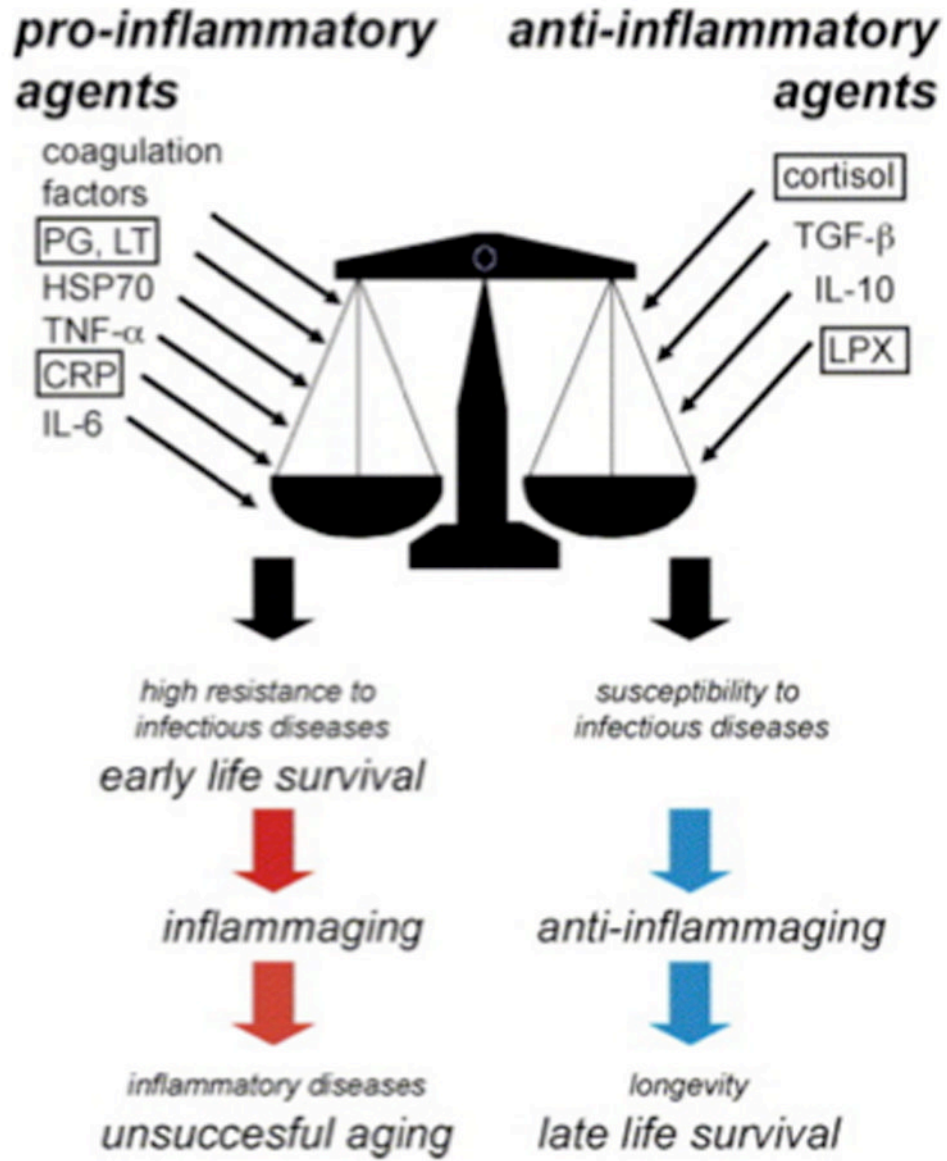 pro-inflammatory
agents
coagulation
factors
PG, LT
HSP70
TNF-α
CRP
IL-6
anti-inflammatory
agents
cortisol
TGF-β
IL-10
LPX
high resistance to
infectious diseases
early life survival
inflammaging
inflammatory diseases
unsuccesful aging
susceptibility to
infectious diseases
anti-inflammaging
longevity
late life survival